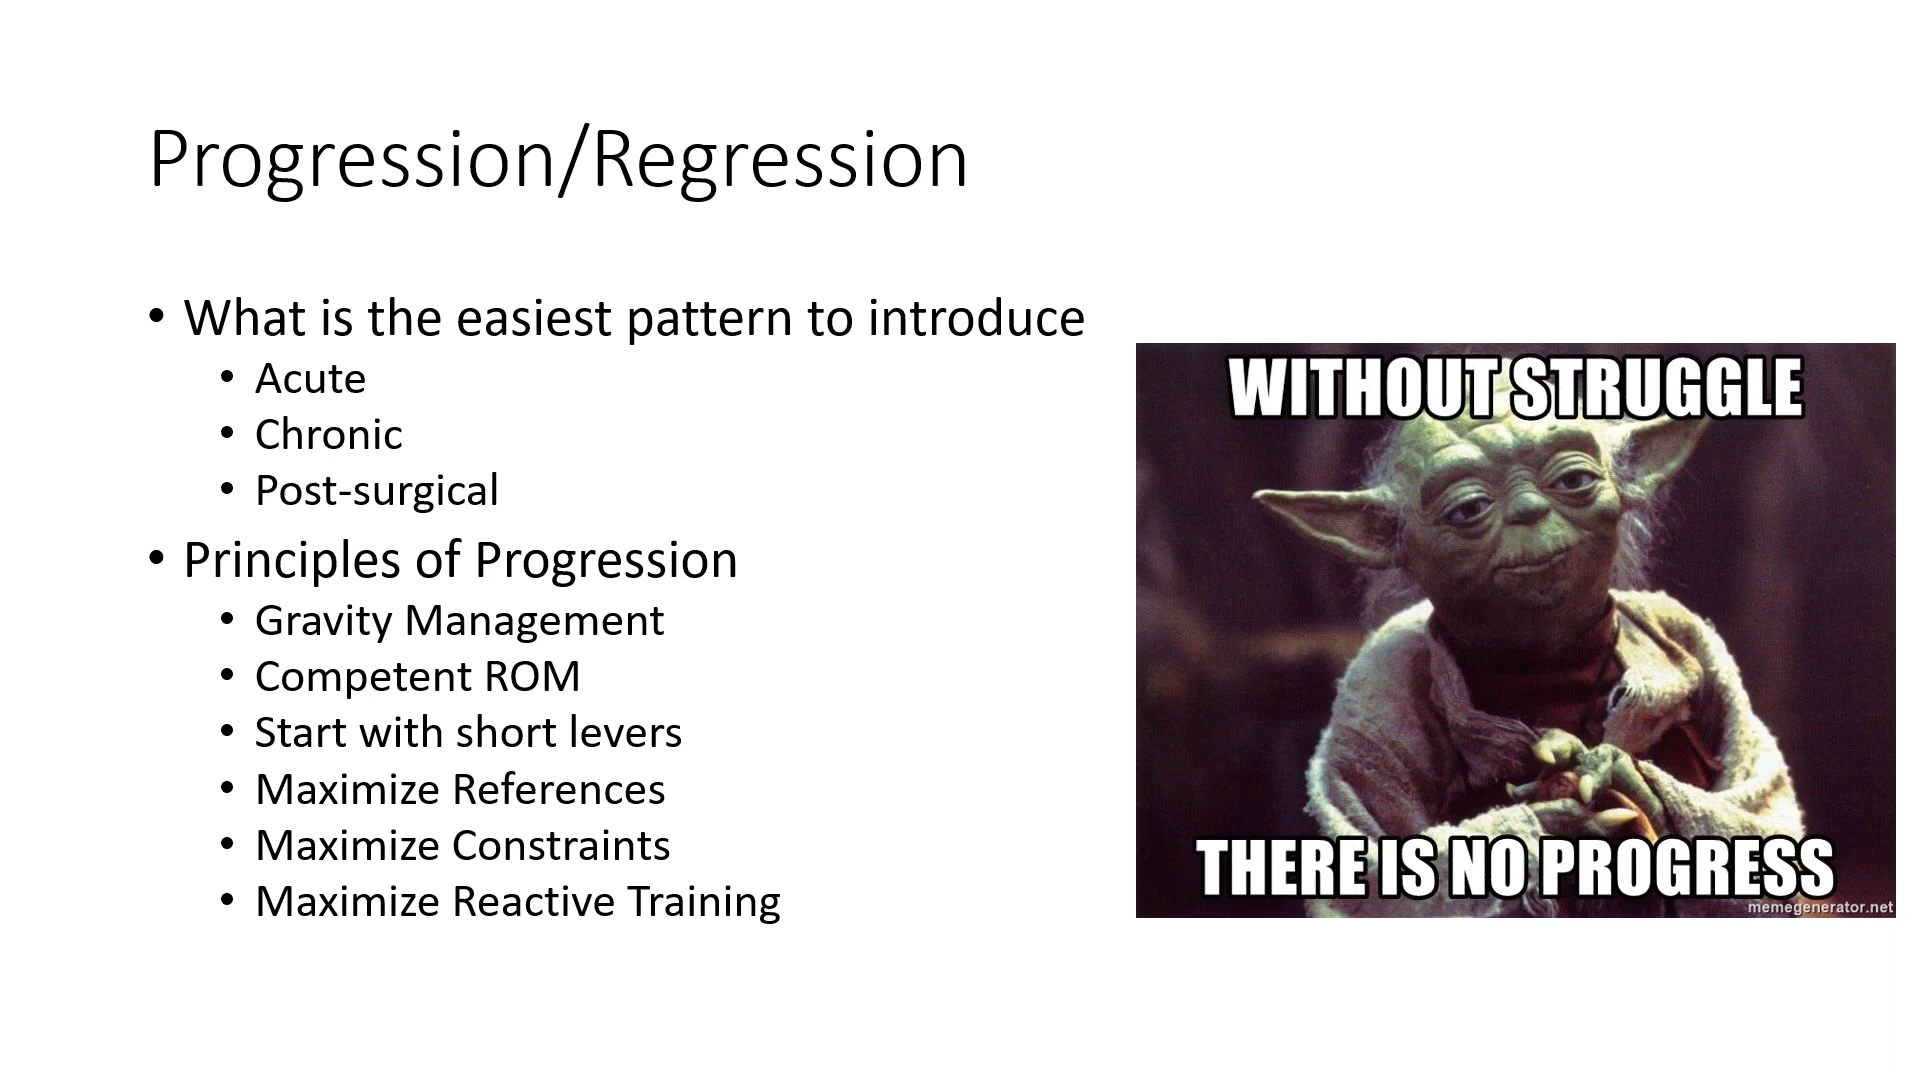 Progression/Regression
• What is the easiest pattern to introduce
• Acute
• Chronic
• Post-surgical
• Principles of Progression
• Gravity Management
• Competent ROM
• Start with short levers
• Maximize References
• Maximize Constraints
• Maximize Reactive Training
WITHOUT STRUGGLE
THERE IS NO PROGRESS
memegenerator.net